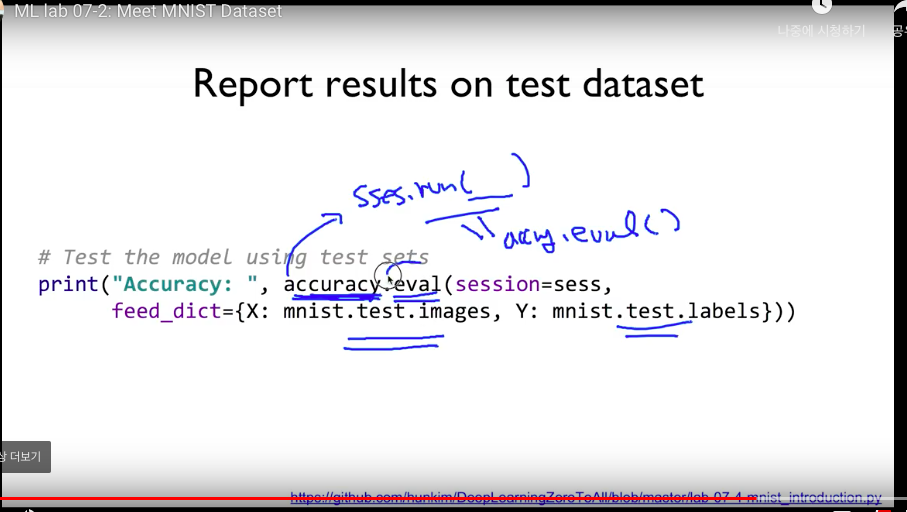 ML lab 07-2: Meet MNIST Dataset
나중에 시청하기
공유
Report results on test dataset
sses.run( )
accuy.eval()
# Test the model using test sets
print("Accuracy: ", accuracy.eval(session=sess,
feed_dict={X: mnist.test.images, Y: mnist.test.labels}))
상 더보기
https://github.com/hunkim/DeepLearningZeroToAll/blob/master/lab-07-4-mnist_introduction.py